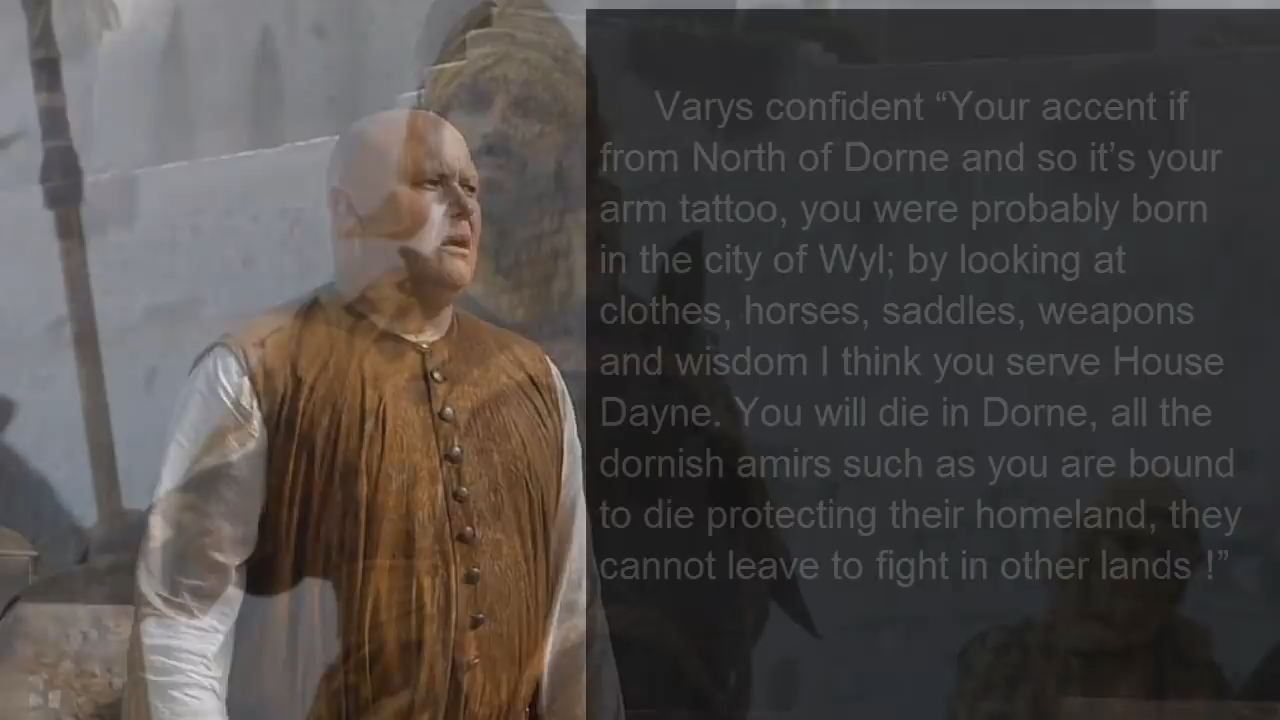 Varys confident “Your accent if
from North of Dorne and so it’s your
arm tattoo, you were probably born
in the city of Wyl; by looking at
clothes, horses, saddles, weapons
and wisdom I think you serve House
Dayne. You will die in Dorne, all the
dornish amirs such as you are bound
to die protecting their homeland, they
cannot leave to fight in other lands !”